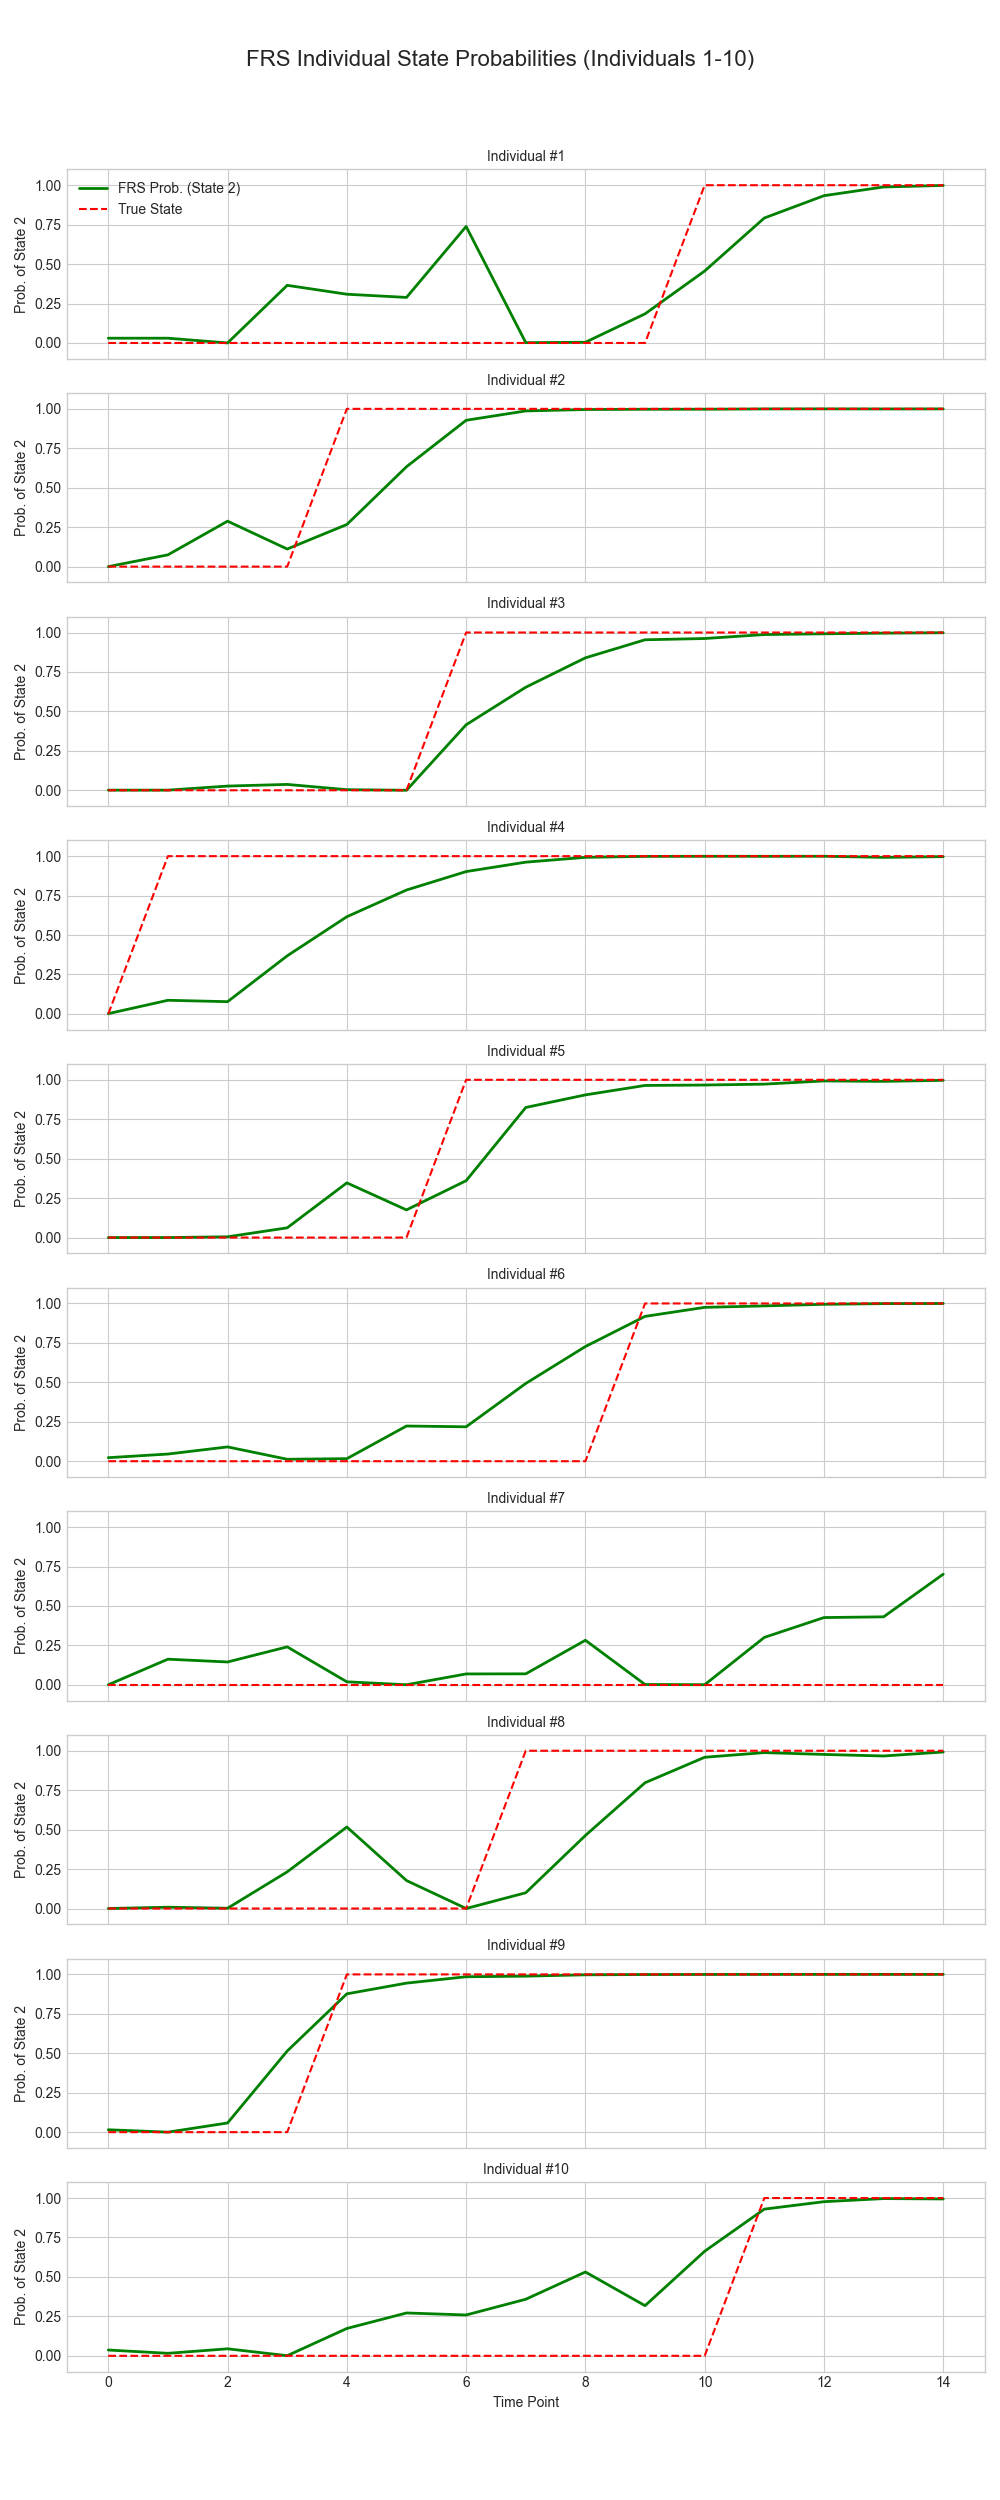 FRS Individual State Probabilities (Individuals 1-10)
Individual #1
FRS Prob. (State 2)
True State
1.00
0.75
0.50
0.25
0.00
Prob. of State 2
Individual #2
1.00
0.75
0.50
0.25
0.00
Prob. of State 2
Individual #3
1.00
0.75
0.50
0.25
0.00
Prob. of State 2
Individual #4
1.00
0.75
0.50
0.25
0.00
Prob. of State 2
Individual #5
1.00
0.75
0.50
0.25
0.00
Prob. of State 2
Individual #6
1.00
0.75
0.50
0.25
0.00
Prob. of State 2
Individual #7
1.00
0.75
0.50
0.25
0.00
Prob. of State 2
Individual #8
1.00
0.75
0.50
0.25
0.00
Prob. of State 2
Individual #9
1.00
0.75
0.50
0.25
0.00
Prob. of State 2
Individual #10
1.00
0.75
0.50
0.25
0.00
Prob. of State 2
0 2 4 6 8 10 12 14
Time Point